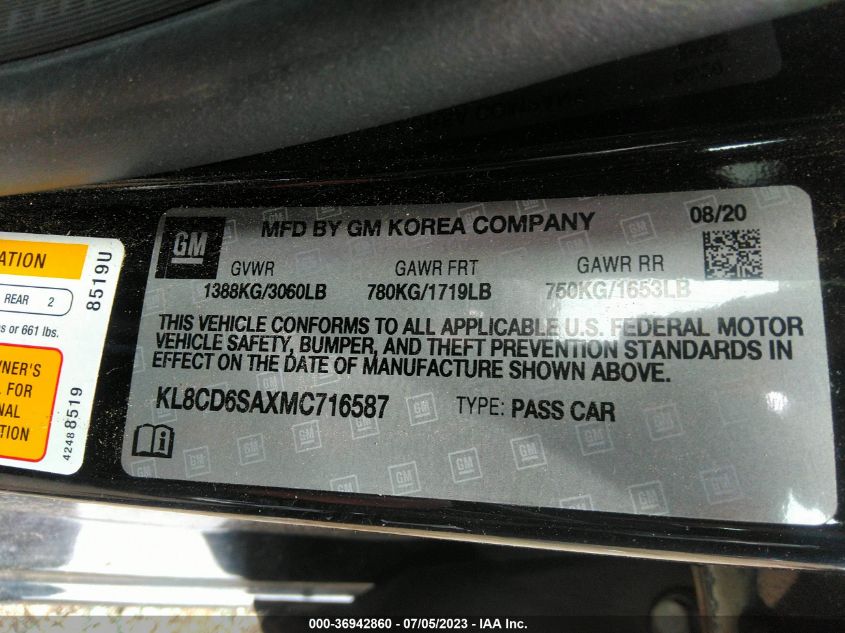 MFD BY GM KOREA COMPANY 08/20
GM
GVWR GAWR FRT GAWR RR
1388KG/3060LB 780KG/1719LB 750KG/1653LB
THIS VEHICLE CONFORMS TO ALL APPLICABLE U.S. FEDERAL MOTOR
VEHICLE SAFETY, BUMPER, AND THEFT PREVENTION STANDARDS IN
EFFECT ON THE DATE OF MANUFACTURE SHOWN ABOVE.
KL8CD6SAXMC716587 TYPE: PASS CAR
ATION
REAR 2
s or 661 lbs.
WNER'S
L FOR
NAL
TION
8519U
42488519
000-36942860 - 07/05/2023 - IAA Inc.